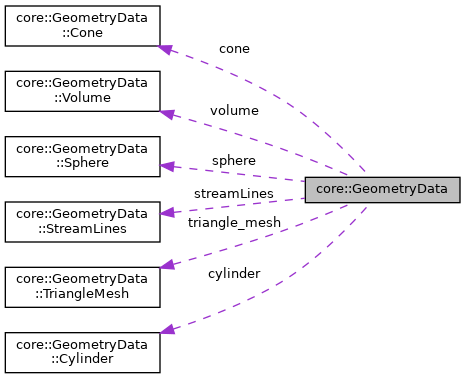 core::GeometryData
::Cone
cone
core::GeometryData
::Volume
volume
core::GeometryData
::Sphere
sphere
core::GeometryData
streamLines
core::GeometryData
::StreamLines
triangle_mesh
core::GeometryData
::TriangleMesh
cylinder
core::GeometryData
::Cylinder